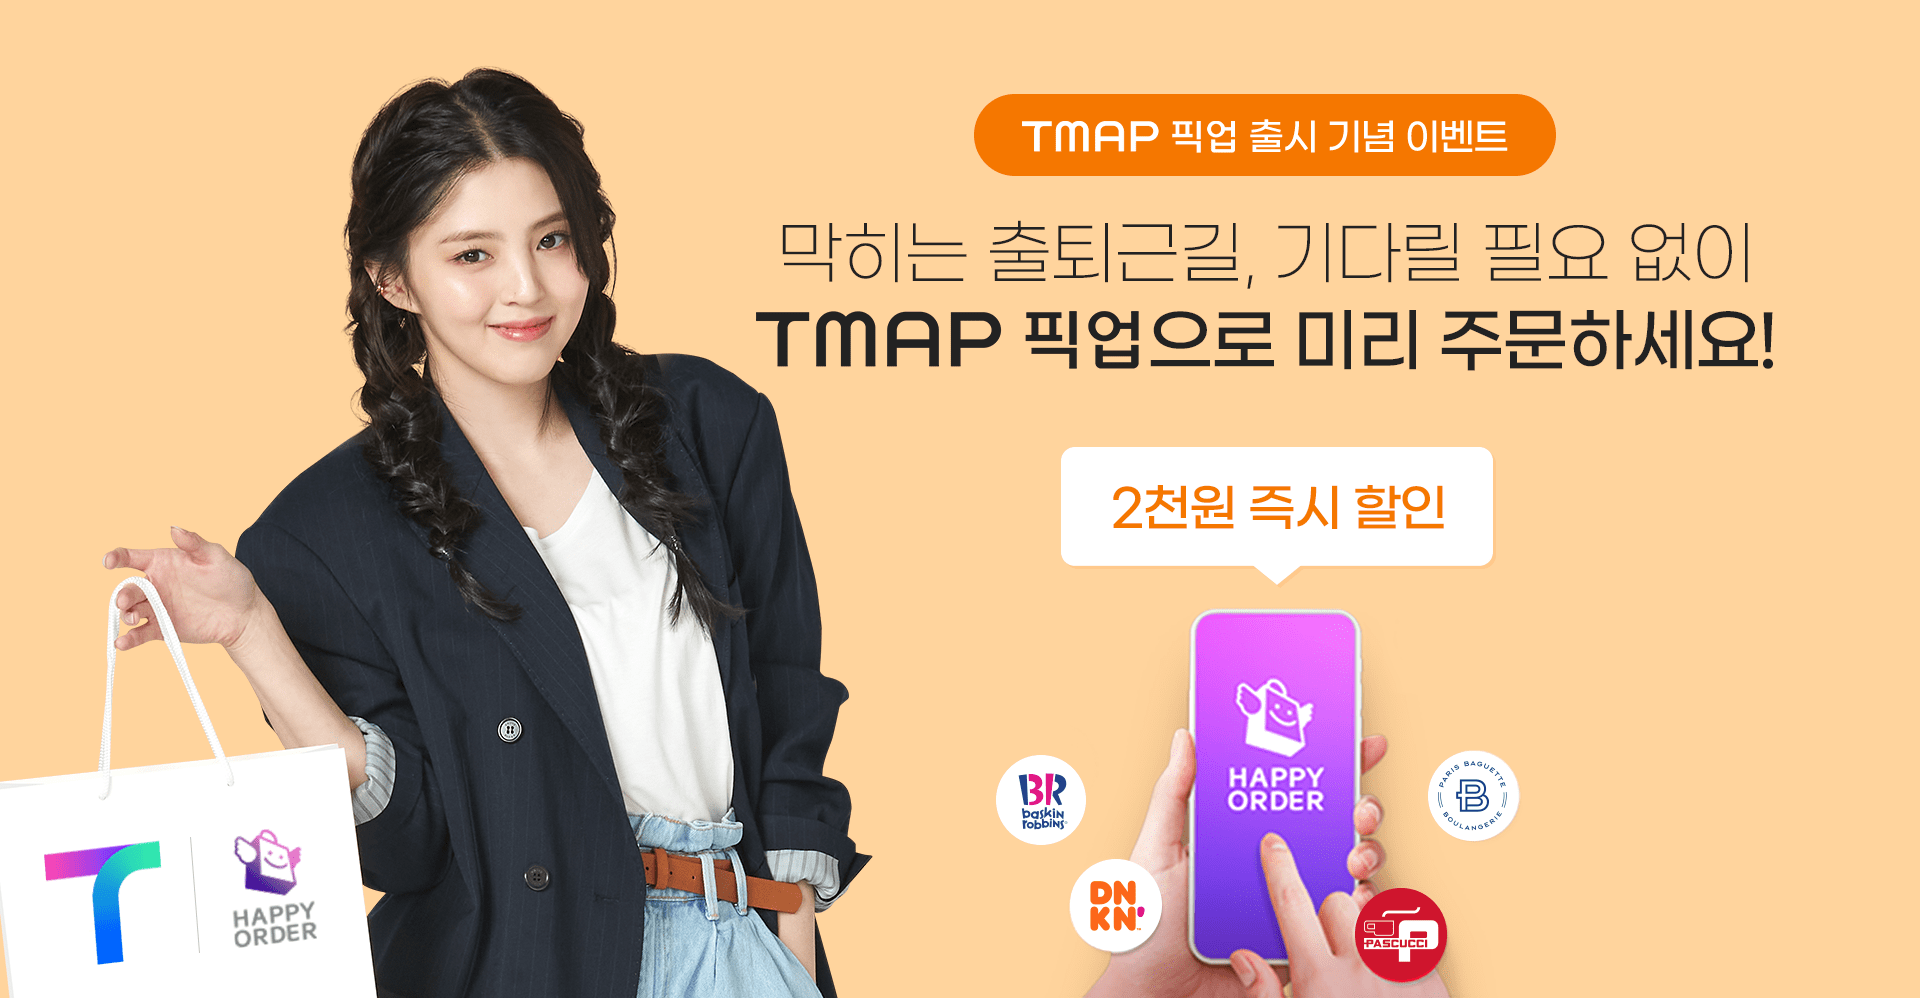 TMAP 픽업 출시 기념 이벤트
막히는 출퇴근길, 기다릴 필요 없이
TMAP 픽업으로 미리 주문하세요!
2천원 즉시 할인
HAPPY
ORDER
BR
baskin
robbins
PARIS BAGUETTE
B
BOULANGERIE
DN
KN'
P
PASCUCCI
T
HAPPY
ORDER